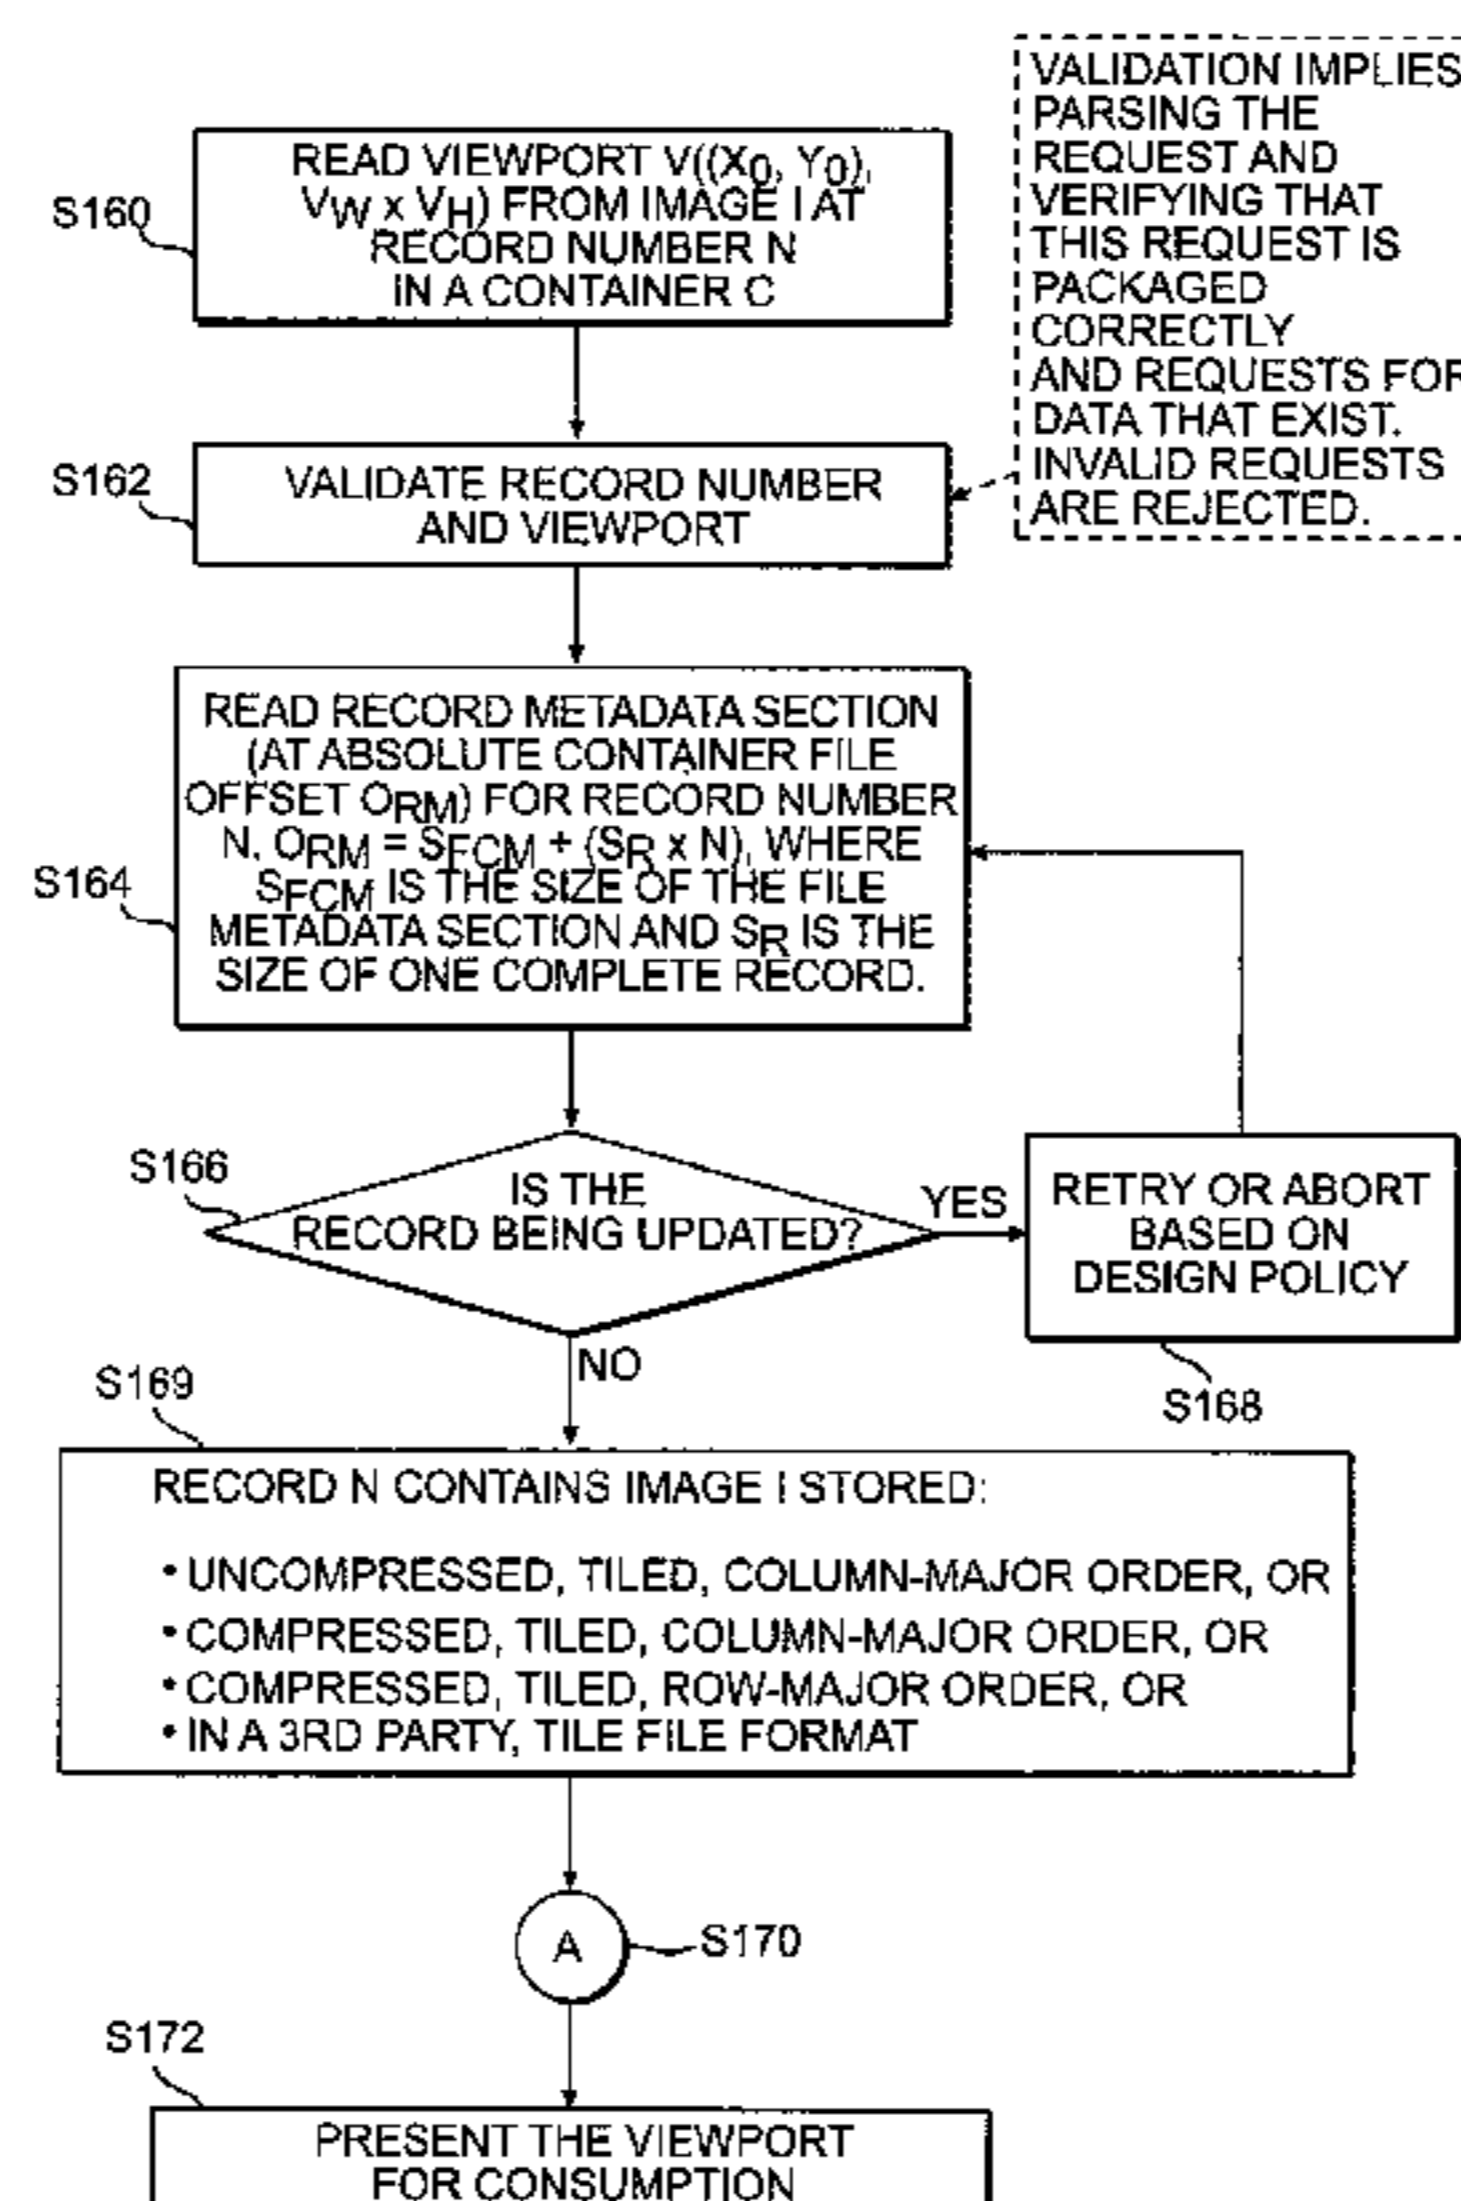 VALIDATION IMPLIES
PARSING THE
REQUEST AND
VERIFYING THAT
THIS REQUEST IS
PACKAGED
CORRECTLY
AND REQUESTS FOR
DATA THAT EXIST.
INVALID REQUESTS
ARE REJECTED.
S160
READ VIEWPORT V((X0, Y0),
VW x VH) FROM IMAGE I AT
RECORD NUMBER N
IN A CONTAINER C
S162
VALIDATE RECORD NUMBER
AND VIEWPORT
S164
READ RECORD METADATA SECTION
(AT ABSOLUTE CONTAINER FILE
OFFSET ORM) FOR RECORD NUMBER
N. ORM = SFCM + (SR x N), WHERE
SFCM IS THE SIZE OF THE FILE
METADATA SECTION AND SR IS THE
SIZE OF ONE COMPLETE RECORD.
S166
IS THE
RECORD BEING UPDATED?
YES
RETRY OR ABORT
BASED ON
DESIGN POLICY
S168
NO
S169
RECORD N CONTAINS IMAGE I STORED:
• UNCOMPRESSED, TILED, COLUMN-MAJOR ORDER, OR
• COMPRESSED, TILED, COLUMN-MAJOR ORDER, OR
• COMPRESSED, TILED, ROW-MAJOR ORDER, OR
• IN A 3RD PARTY, TILE FILE FORMAT
A
S170
S172
PRESENT THE VIEWPORT
FOR CONSUMPTION